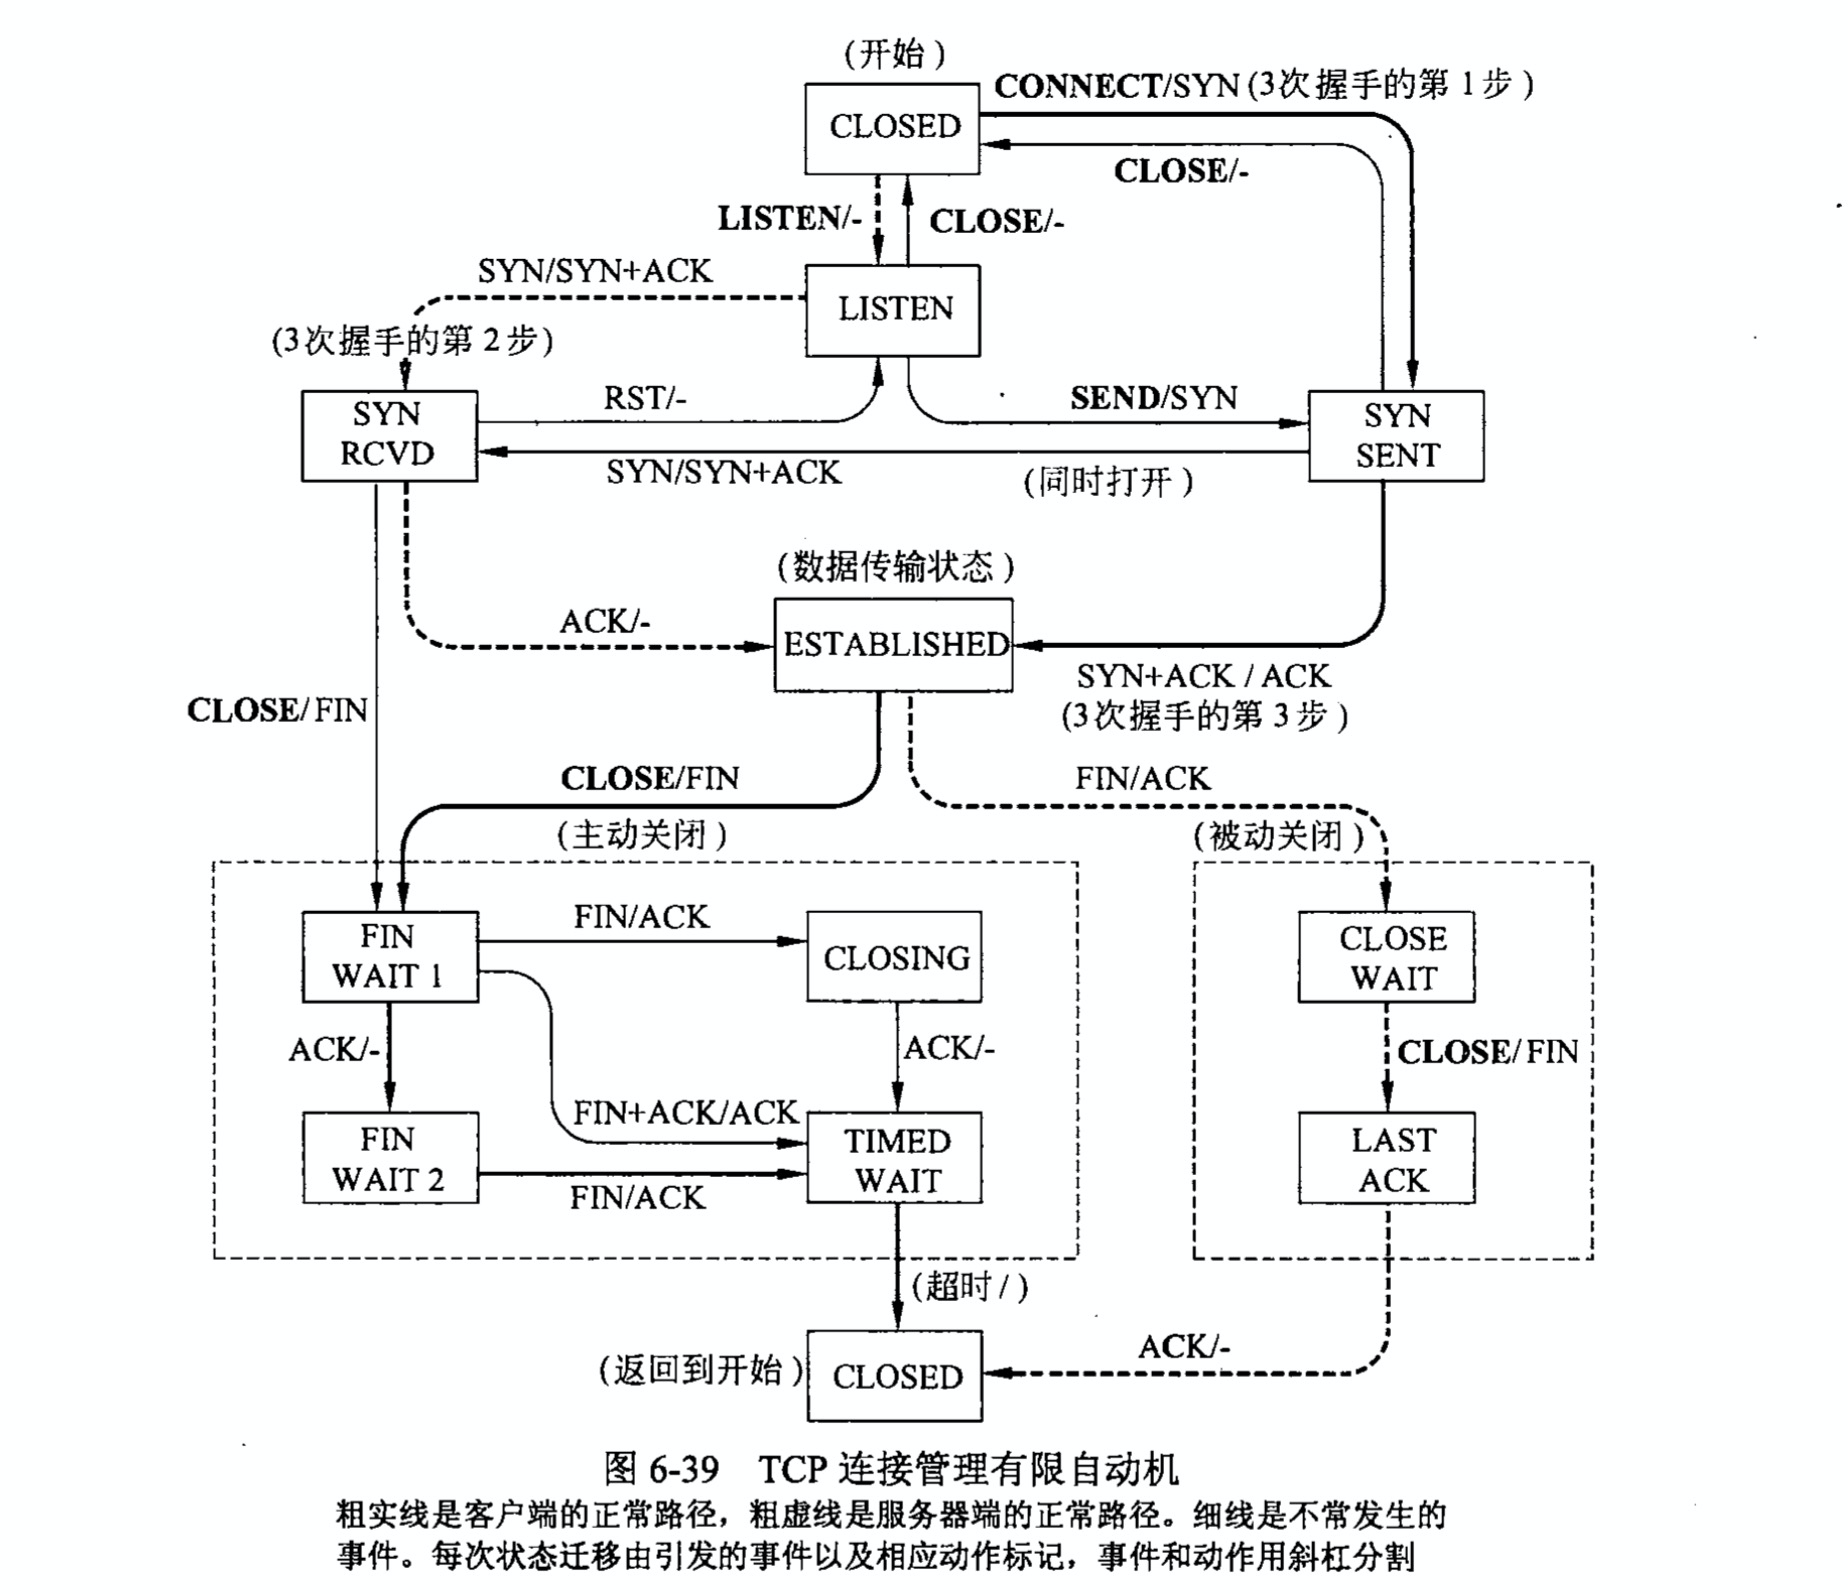 (开始)
CONNECT/SYN (3次握手的第1步)
CLOSED
CLOSE/-
LISTEN/-
CLOSE/-
SYN/SYN+ACK
LISTEN
(3次握手的第2步)
RST/-
SEND/SYN
SYN
RCVD
SYN
SENT
SYN/SYN+ACK
(同时打开)
(数据传输状态)
ACK/-
ESTABLISHED
SYN+ACK / ACK
(3次握手的第3步)
CLOSE/FIN
CLOSE/FIN
FIN/ACK
(主动关闭)
(被动关闭)
FIN
WAIT 1
FIN/ACK
CLOSING
CLOSE
WAIT
ACK/-
ACK/-
CLOSE/FIN
FIN+ACK/ACK
FIN
WAIT 2
TIMED
WAIT
LAST
ACK
FIN/ACK
(超时/)
ACK/-
(返回到开始)
CLOSED
图 6-39 TCP 连接管理有限自动机
粗实线是客户端的正常路径，粗虚线是服务器端的正常路径。细线是不常发生的
事件。每次状态迁移由引发的事件以及相应动作标记，事件和动作用斜杠分割